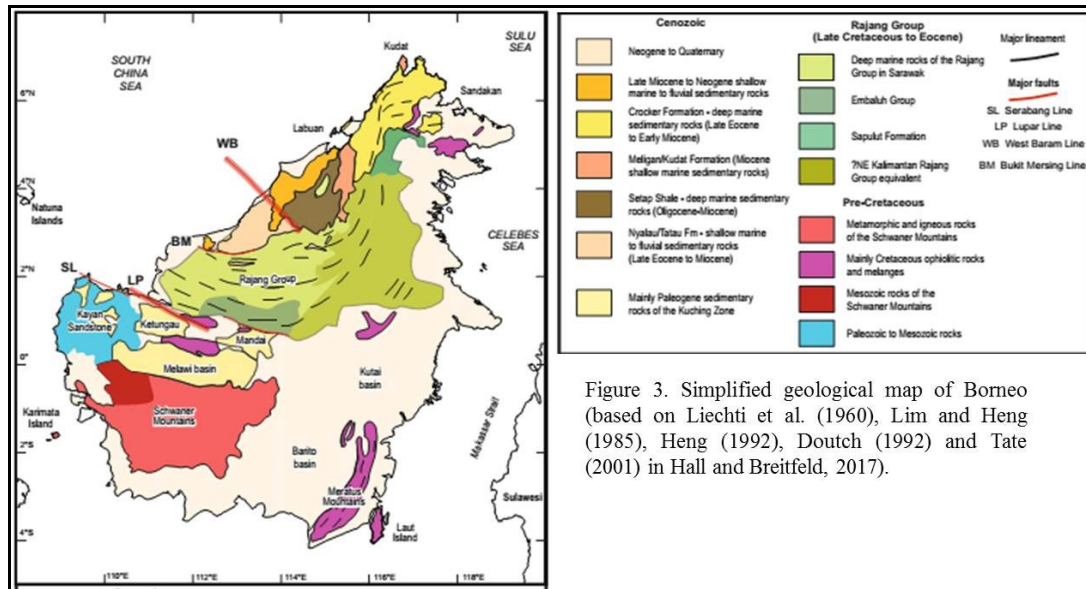 SOUTH
CHINA
SEA
SULU
SEA
Kudat
6°N
Sandakan
Labuan
WB
4°N
Natuna
Islands
BM
CELEBES
SEA
2°N
SL
LP
Rajang Group
Kayan
Sandstone
Ketungau
Mandai
0°
Melawi basin
Kutai
basin
Karimata
Island
Schwaner
Mountains
Makassar Strait
2°S
Barito
basin
Meratus
Mountains
Sulawesi
4°S
Laut
Island
110°E
112°E
114°E
116°E
118°E
Cenozoic
Neogene to Quaternary
Late Miocene to Neogene shallow
marine to fluvial sedimentary rocks
Crocker Formation - deep marine
sedimentary rocks (Late Eocene
to Early Miocene)
Meligan/Kudat Formation (Miocene
shallow marine sedimentary rocks)
Setap Shale - deep marine sedimentary
rocks (Oligocene-Miocene)
Nyalau/Tatau Fm - shallow marine
to fluvial sedimentary rocks
(Late Eocene to Miocene)
Mainly Paleogene sedimentary
rocks of the Kuching Zone
Rajang Group
(Late Cretaceous to Eocene)
Deep marine rocks of the Rajang
Group in Sarawak
Embaluh Group
Sapulut Formation
?NE Kalimantan Rajang
Group equivalent
Pre-Cretaceous
Metamorphic and igneous rocks
of the Schwaner Mountains
Mainly Cretaceous ophiolitic rocks
and melanges
Mesozoic rocks of the
Schwaner Mountains
Paleozoic to Mesozoic rocks
Major lineament
Major faults
SL Serabang Line
LP Lupar Line
WB West Baram Line
BM Bukit Mersing Line
Figure 3. Simplified geological map of Borneo
(based on Liechti et al. (1960), Lim and Heng
(1985), Heng (1992), Doutch (1992) and Tate
(2001) in Hall and Breitfeld, 2017).